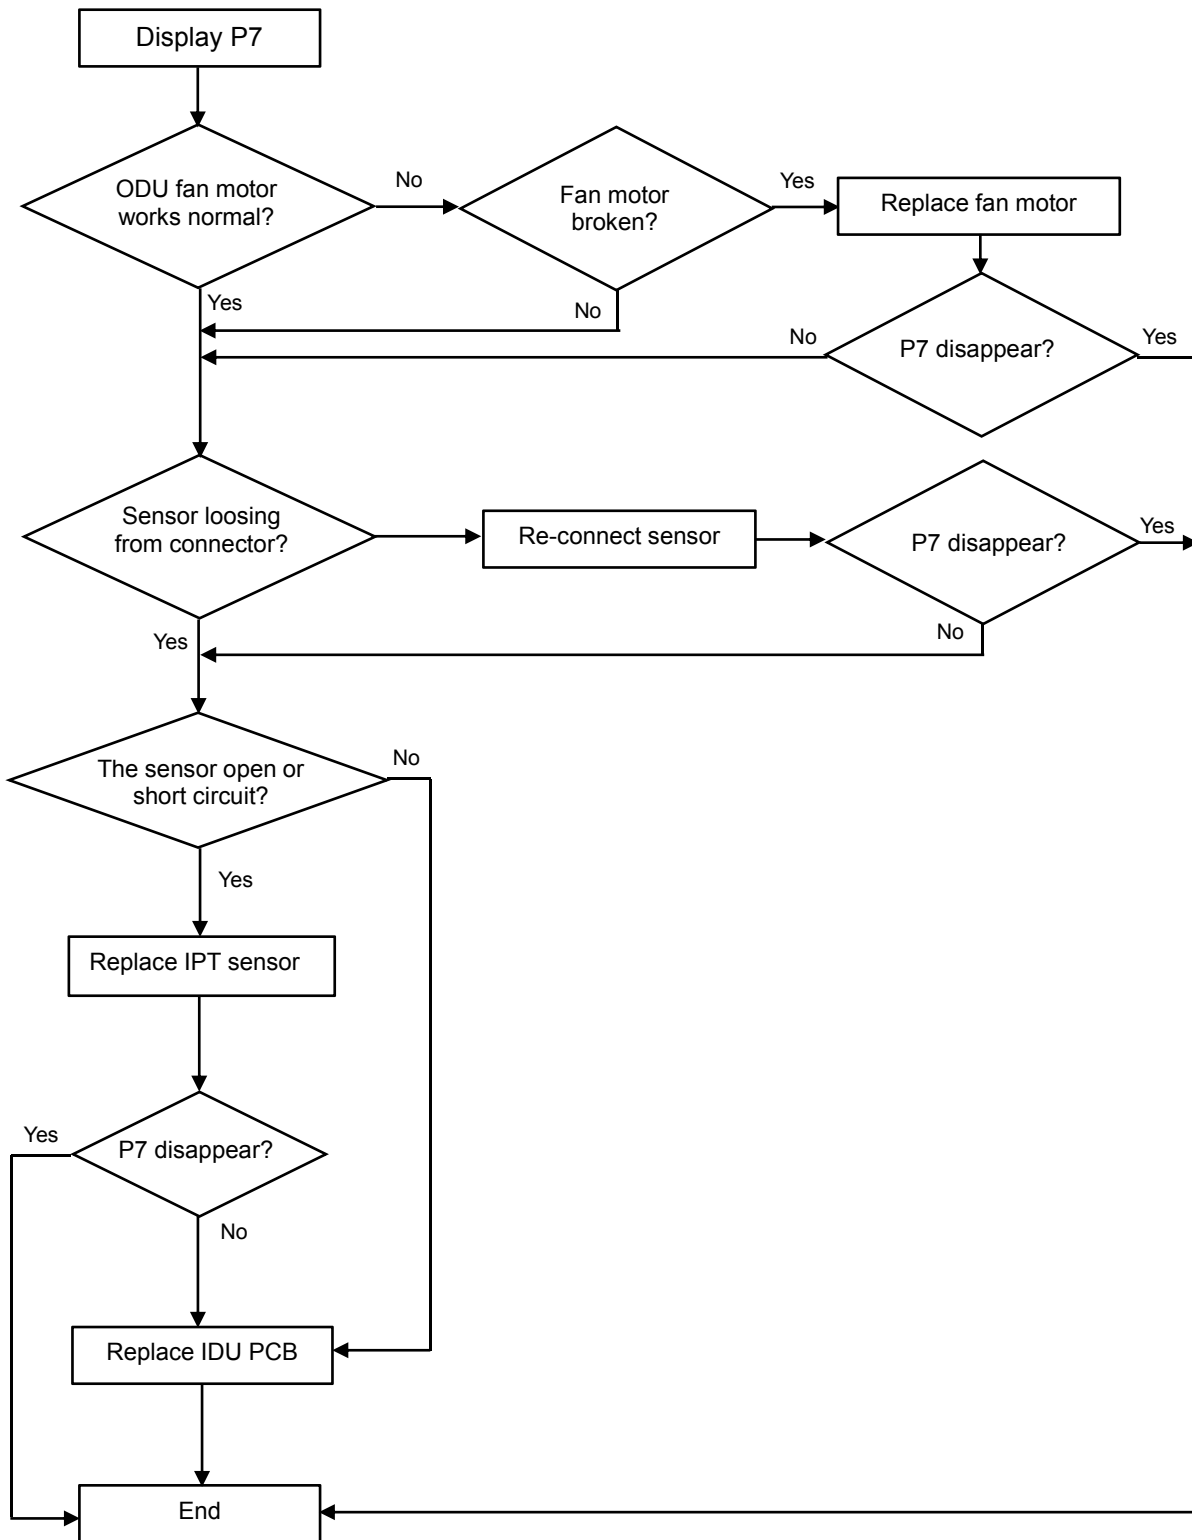 Display P7
ODU fan motor
works normal?
No
Fan motor
broken?
Yes
Replace fan motor
Yes
No
No
P7 disappear?
Yes
Sensor loosing
from connector?
Re-connect sensor
P7 disappear?
Yes
Yes
No
The sensor open or
short circuit?
No
Yes
Replace IPT sensor
Yes
P7 disappear?
No
Replace IDU PCB
End